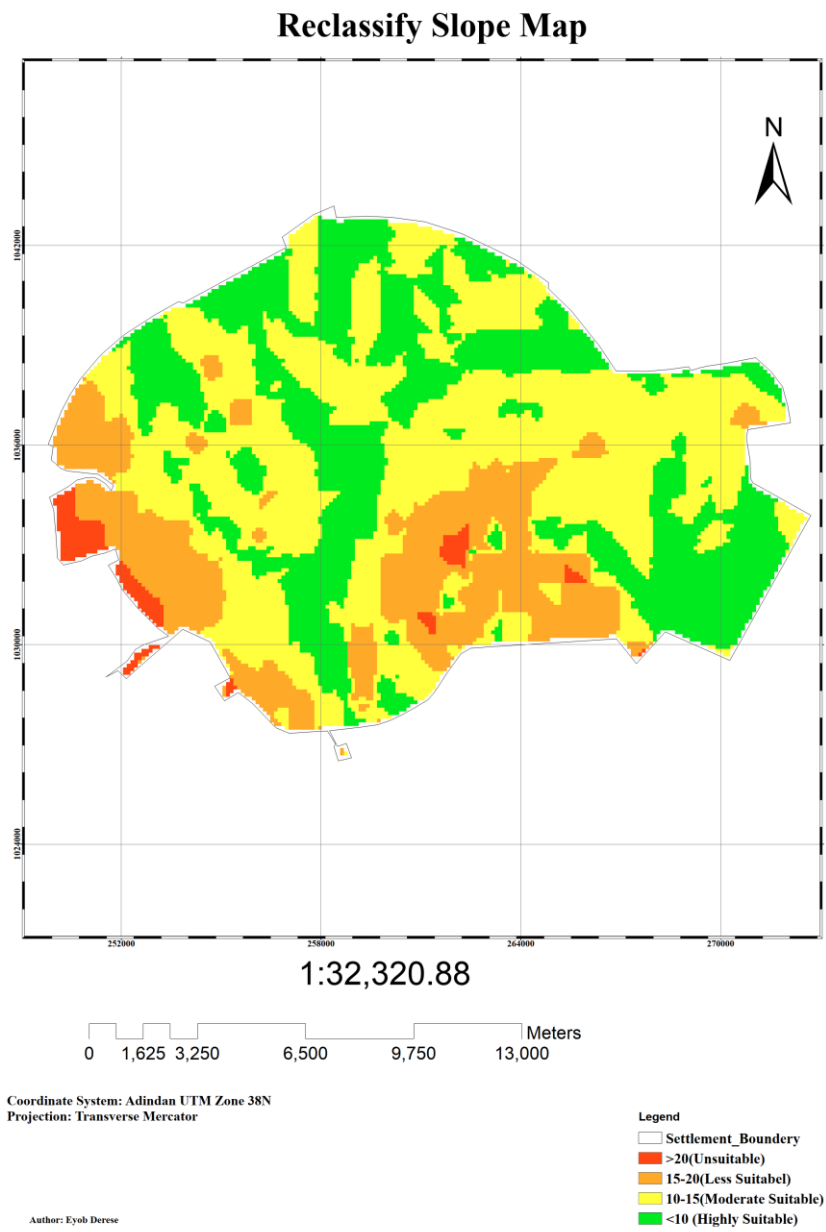 Reclassify Slope Map
N
1042000
1036000
1030000
1024000
252000 258000 264000 270000
1:32,320.88
Meters
0 1,625 3,250 6,500 9,750 13,000
Coordinate System: Adindan UTM Zone 38N
Projection: Transverse Mercator
Legend
Settlement_Boundery
>20(Unsuitable)
15-20(Less Suitabel)
10-15(Moderate Suitable)
<10 (Highly Suitable)
Author: Eyob Derese